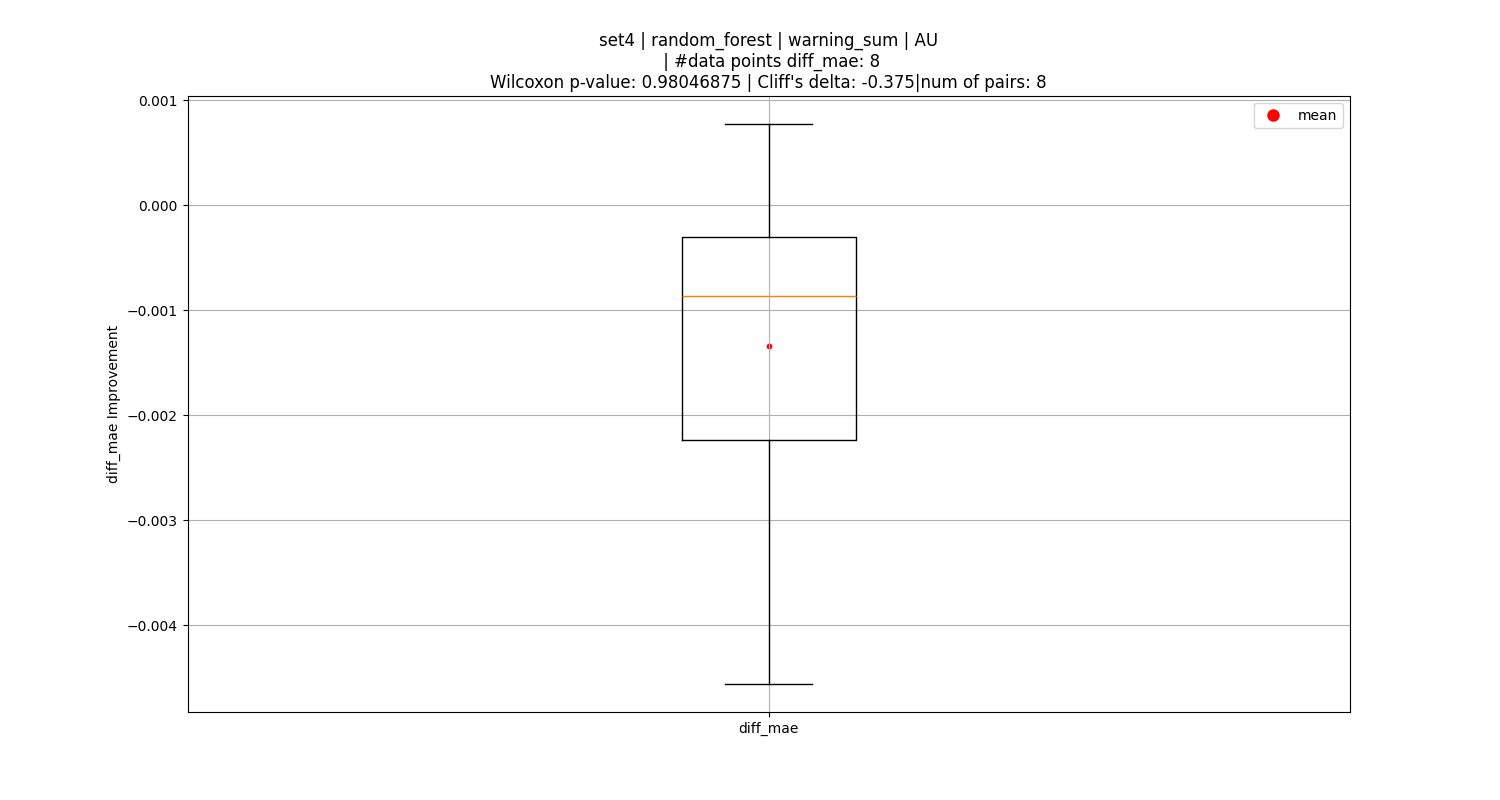 set4 | random_forest | warning_sum | AU
| #data points diff_mae: 8
Wilcoxon p-value: 0.98046875 | Cliff's delta: -0.375|num of pairs: 8
mean
0.001
0.000
−0.001
−0.002
−0.003
−0.004
diff_mae Improvement
diff_mae